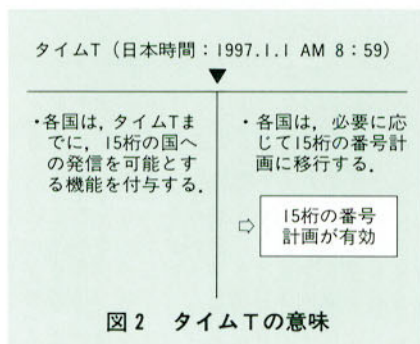 タイムT（日本時間：1997.1.1 AM 8：59）
▼
・各国は，タイムTま
でに，15桁の国へ
の発信を可能とす
る機能を付与する．
・各国は，必要に応
じて15桁の番号計
画に移行する．
⇨
15桁の番号
計画が有効
図2　タイムTの意味